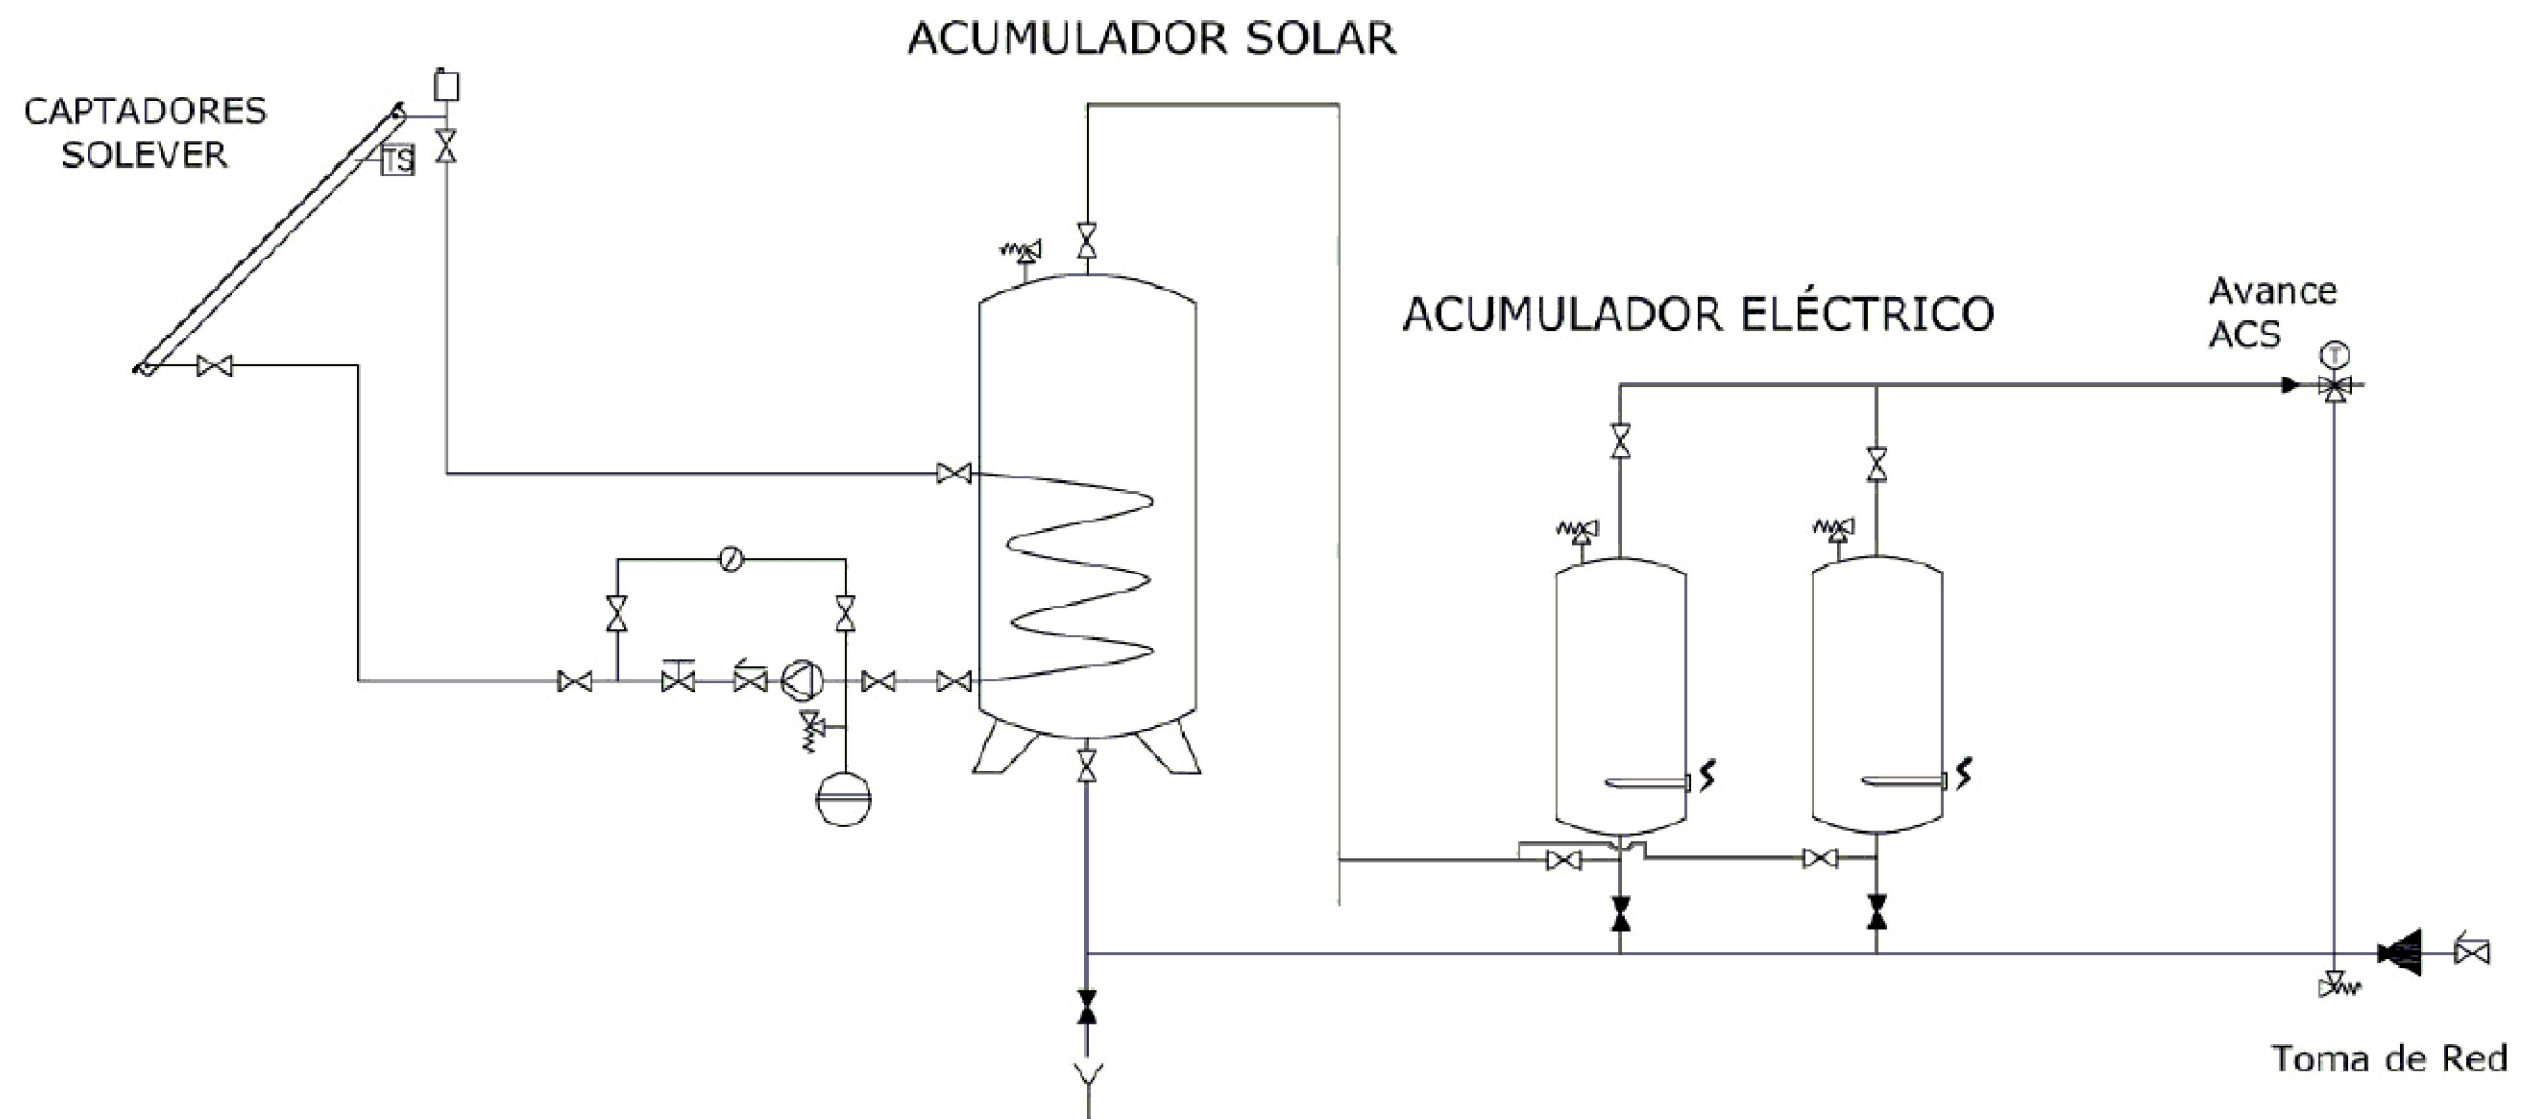 ACUMULADOR SOLAR
CAPTADORES
SOLEVER
TS
ACUMULADOR ELÉCTRICO
Avance
ACS
T
Toma de Red